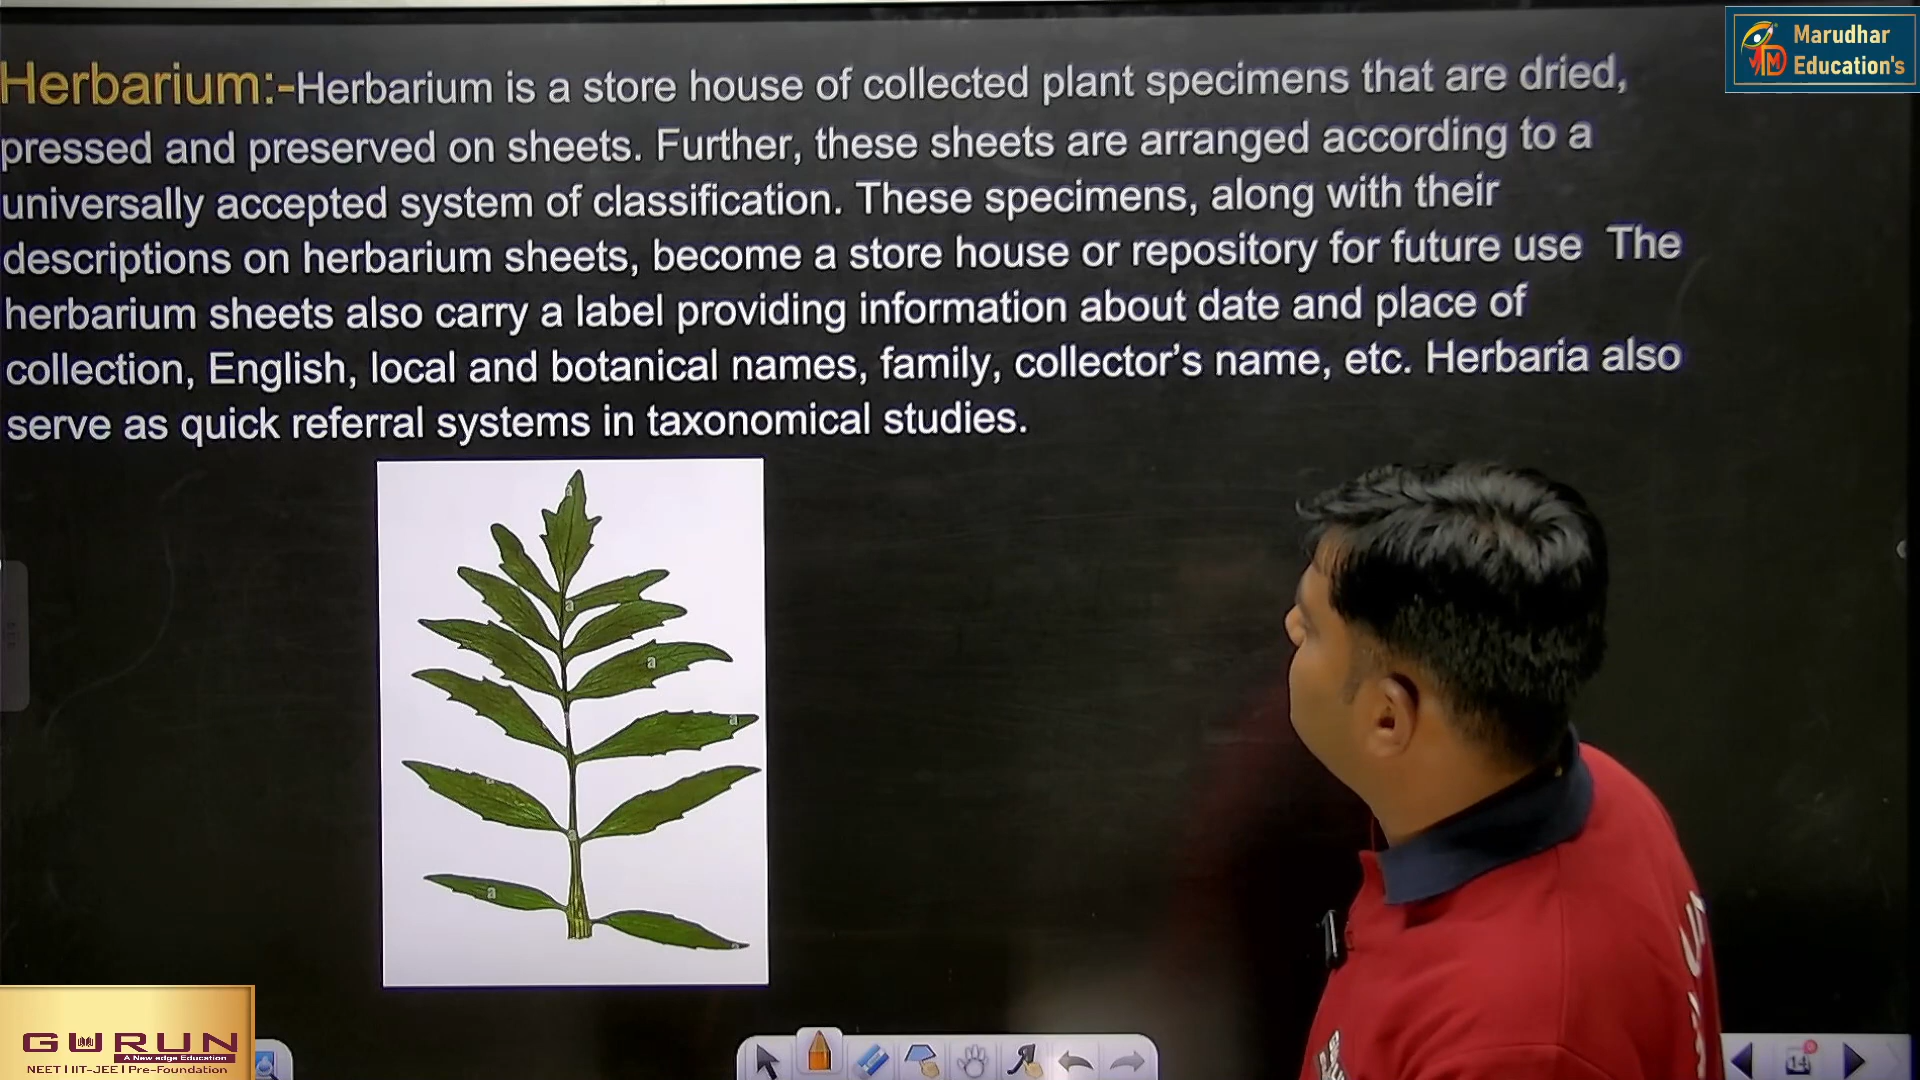 Marudhar
Education's
Herbarium:-Herbarium is a store house of collected plant specimens that are dried,
pressed and preserved on sheets. Further, these sheets are arranged according to a
universally accepted system of classification. These specimens, along with their
descriptions on herbarium sheets, become a store house or repository for future use The
herbarium sheets also carry a label providing information about date and place of
collection, English, local and botanical names, family, collector's name, etc. Herbaria also
serve as quick referral systems in taxonomical studies.
a
a
a
a
a
a
GURUN
A New edge Education
NEET | IIT-JEE | Pre-Foundation
14